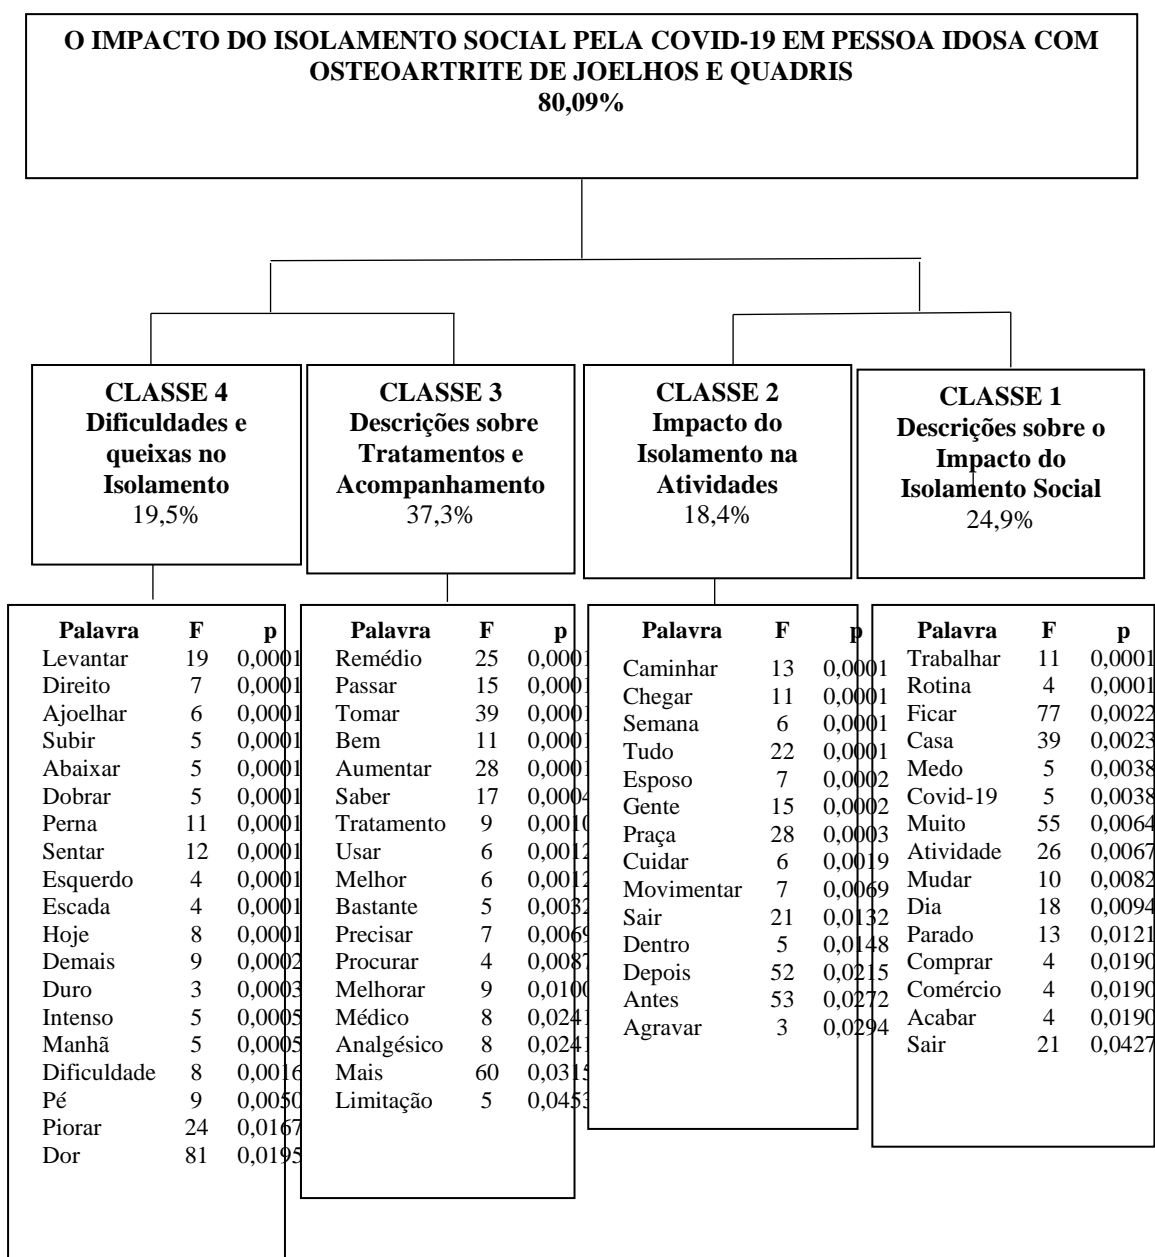 O IMPACTO DO ISOLAMENTO SOCIAL PELA COVID-19 EM PESSOA IDOSA COM
OSTEOARTRITE DE JOELHOS E QUADRIS
80,09%
CLASSE 4
Dificuldades e
queixas no
Isolamento
19,5%
CLASSE 3
Descrições sobre
Tratamentos e
Acompanhamento
37,3%
CLASSE 2
Impacto do
Isolamento na
Atividades
18,4%
CLASSE 1
Descrições sobre o
Impacto do
Isolamento Social
24,9%
Palavra F p
Levantar 19 0,0001
Direito 7 0,0001
Ajoelhar 6 0,0001
Subir 5 0,0001
Abaixar 5 0,0001
Dobrar 5 0,0001
Perna 11 0,0001
Sentar 12 0,0001
Esquerdo 4 0,0001
Escada 4 0,0001
Hoje 8 0,0001
Demais 9 0,0002
Duro 3 0,0003
Intenso 5 0,0005
Manhã 5 0,0005
Dificuldade 8 0,0016
Pé 9 0,0050
Piorar 24 0,0167
Dor 81 0,0195
Palavra F p
Remédio 25 0,0001
Passar 15 0,0001
Tomar 39 0,0001
Bem 11 0,0001
Aumentar 28 0,0001
Saber 17 0,0004
Tratamento 9 0,0010
Usar 6 0,0012
Melhor 6 0,0012
Bastante 5 0,0032
Precisar 7 0,0069
Procurar 4 0,0087
Melhorar 9 0,0100
Médico 8 0,0241
Analgésico 8 0,0241
Mais 60 0,0315
Limitação 5 0,0453
Palavra F p
Caminhar 13 0,0001
Chegar 11 0,0001
Semana 6 0,0001
Tudo 22 0,0001
Esposo 7 0,0002
Gente 15 0,0002
Praça 28 0,0003
Cuidar 6 0,0019
Movimentar 7 0,0069
Sair 21 0,0132
Dentro 5 0,0148
Depois 52 0,0215
Antes 53 0,0272
Agravar 3 0,0294
Palavra F p
Trabalhar 11 0,0001
Rotina 4 0,0001
Ficar 77 0,0022
Casa 39 0,0023
Medo 5 0,0038
Covid-19 5 0,0038
Muito 55 0,0064
Atividade 26 0,0067
Mudar 10 0,0082
Dia 18 0,0094
Parado 13 0,0121
Comprar 4 0,0190
Comércio 4 0,0190
Acabar 4 0,0190
Sair 21 0,0427